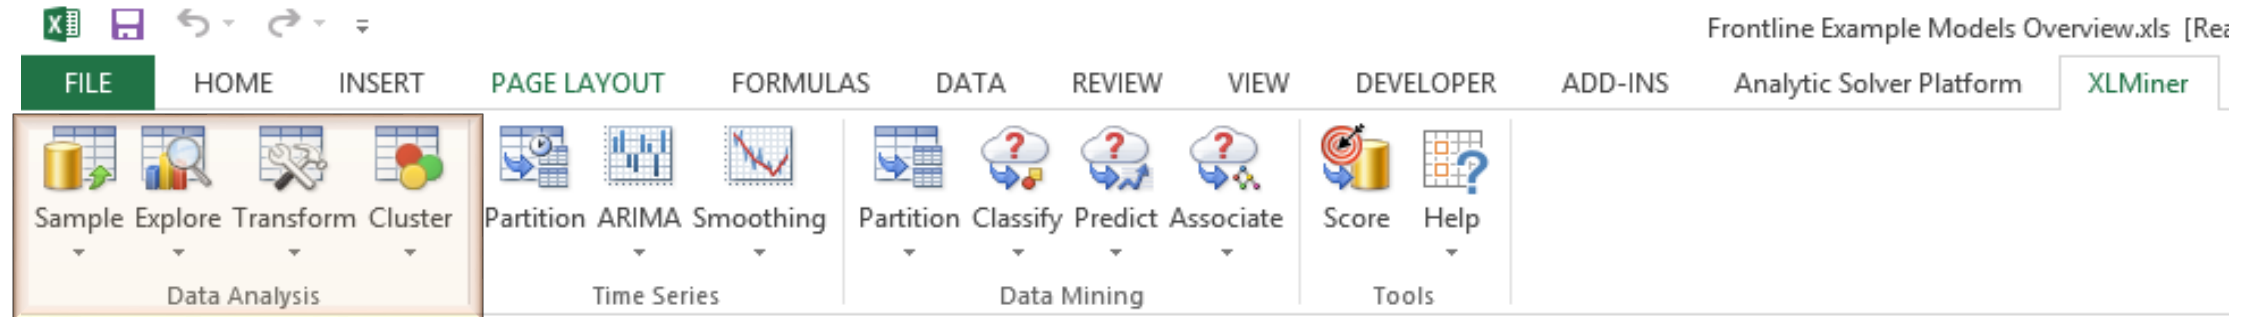 Frontline Example Models Overview.xls [Rea
FILE HOME INSERT PAGE LAYOUT FORMULAS DATA REVIEW VIEW DEVELOPER ADD-INS Analytic Solver Platform XLMiner
Sample Explore Transform Cluster Partition ARIMA Smoothing Partition Classify Predict Associate Score Help
Data Analysis Time Series Data Mining Tools